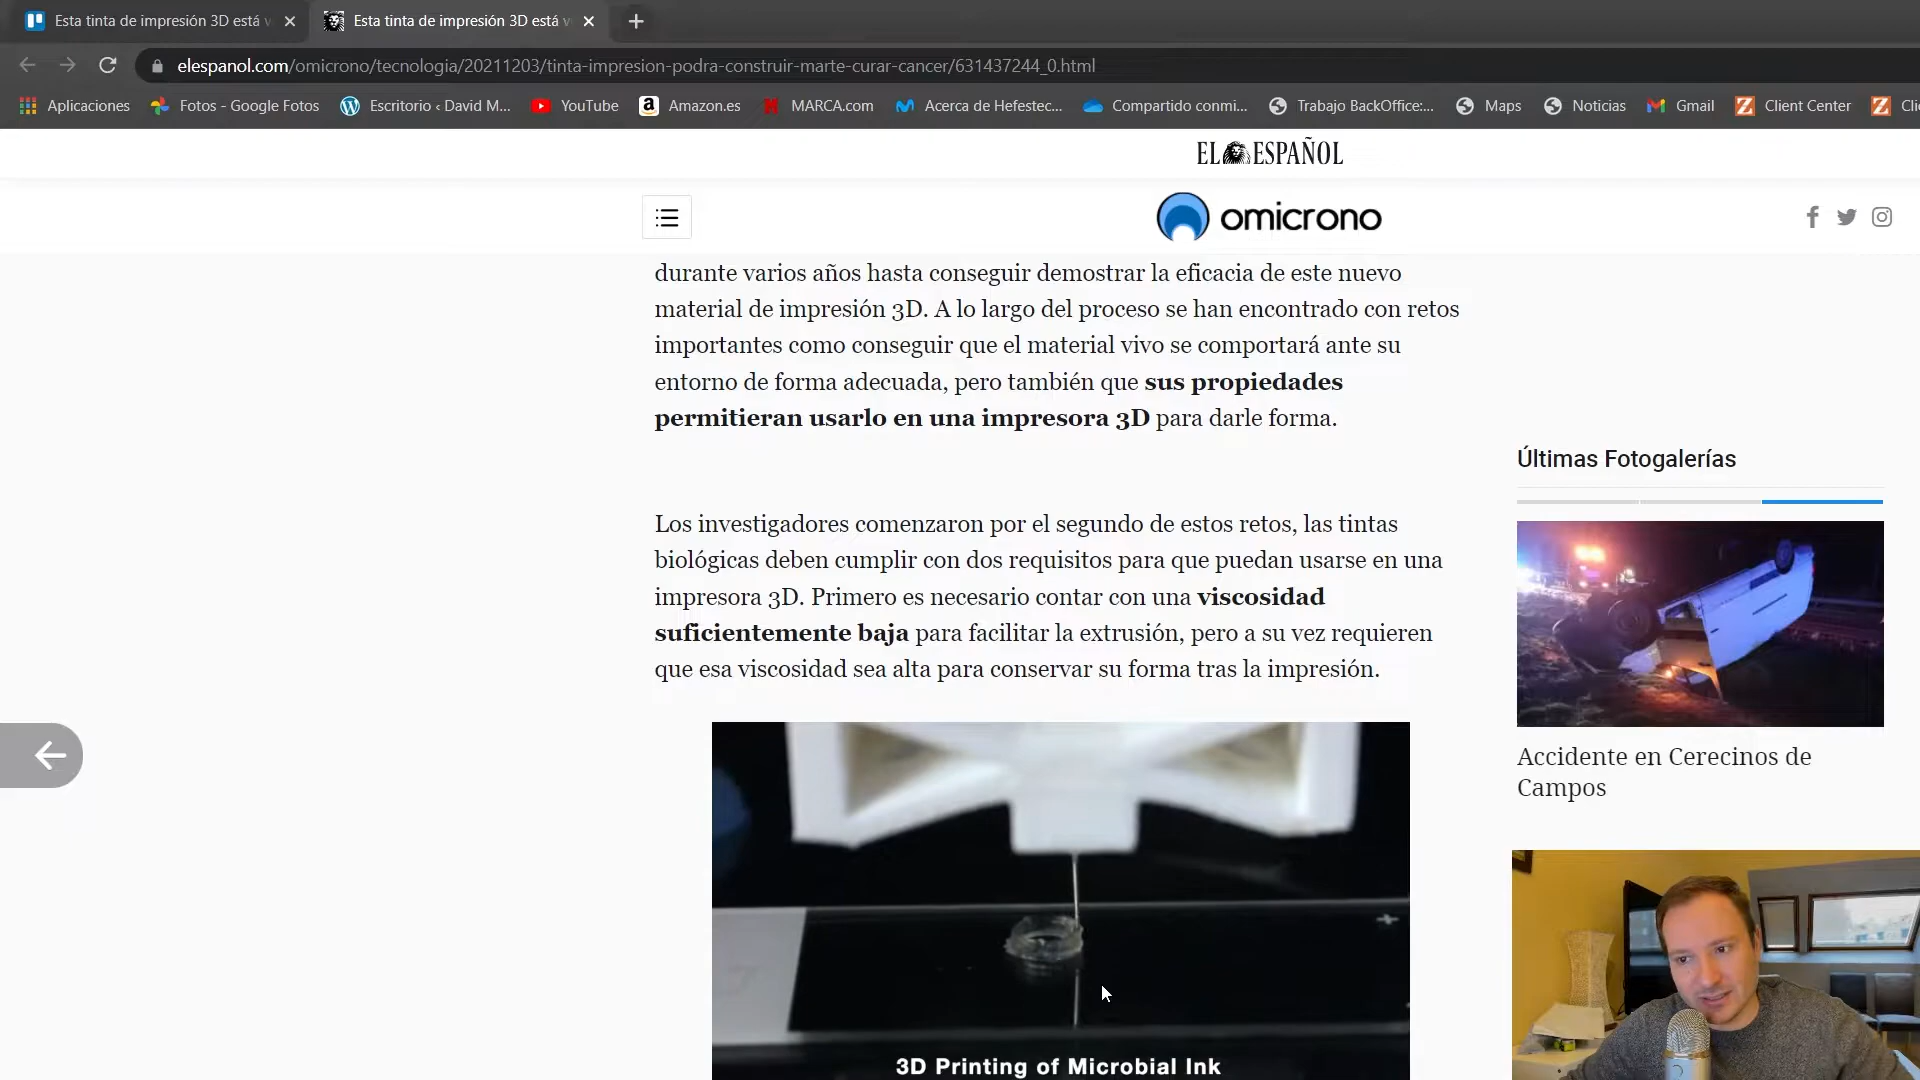 Esta tinta de impresión 3D está v
Esta tinta de impresión 3D está v
elespanol.com/omicrono/tecnologia/20211203/tinta-impresion-podra-construir-marte-curar-cancer/631437244_0.html
Aplicaciones
Fotos - Google Fotos
Escritorio ‹ David M...
YouTube
Amazon.es
MARCA.com
Acerca de Hefestec...
Compartido conmi...
Trabajo BackOffice:...
Maps
Noticias
Gmail
Client Center
Clie
EL ESPAÑOL
omicrono
durante varios años hasta conseguir demostrar la eficacia de este nuevo
material de impresión 3D. A lo largo del proceso se han encontrado con retos
importantes como conseguir que el material vivo se comportará ante su
entorno de forma adecuada, pero también que sus propiedades
permitieran usarlo en una impresora 3D para darle forma.
Los investigadores comenzaron por el segundo de estos retos, las tintas
biológicas deben cumplir con dos requisitos para que puedan usarse en una
impresora 3D. Primero es necesario contar con una viscosidad
suficientemente baja para facilitar la extrusión, pero a su vez requieren
que esa viscosidad sea alta para conservar su forma tras la impresión.
Últimas Fotogalerías
Accidente en Cerecinos de
Campos
3D Printing of Microbial Ink